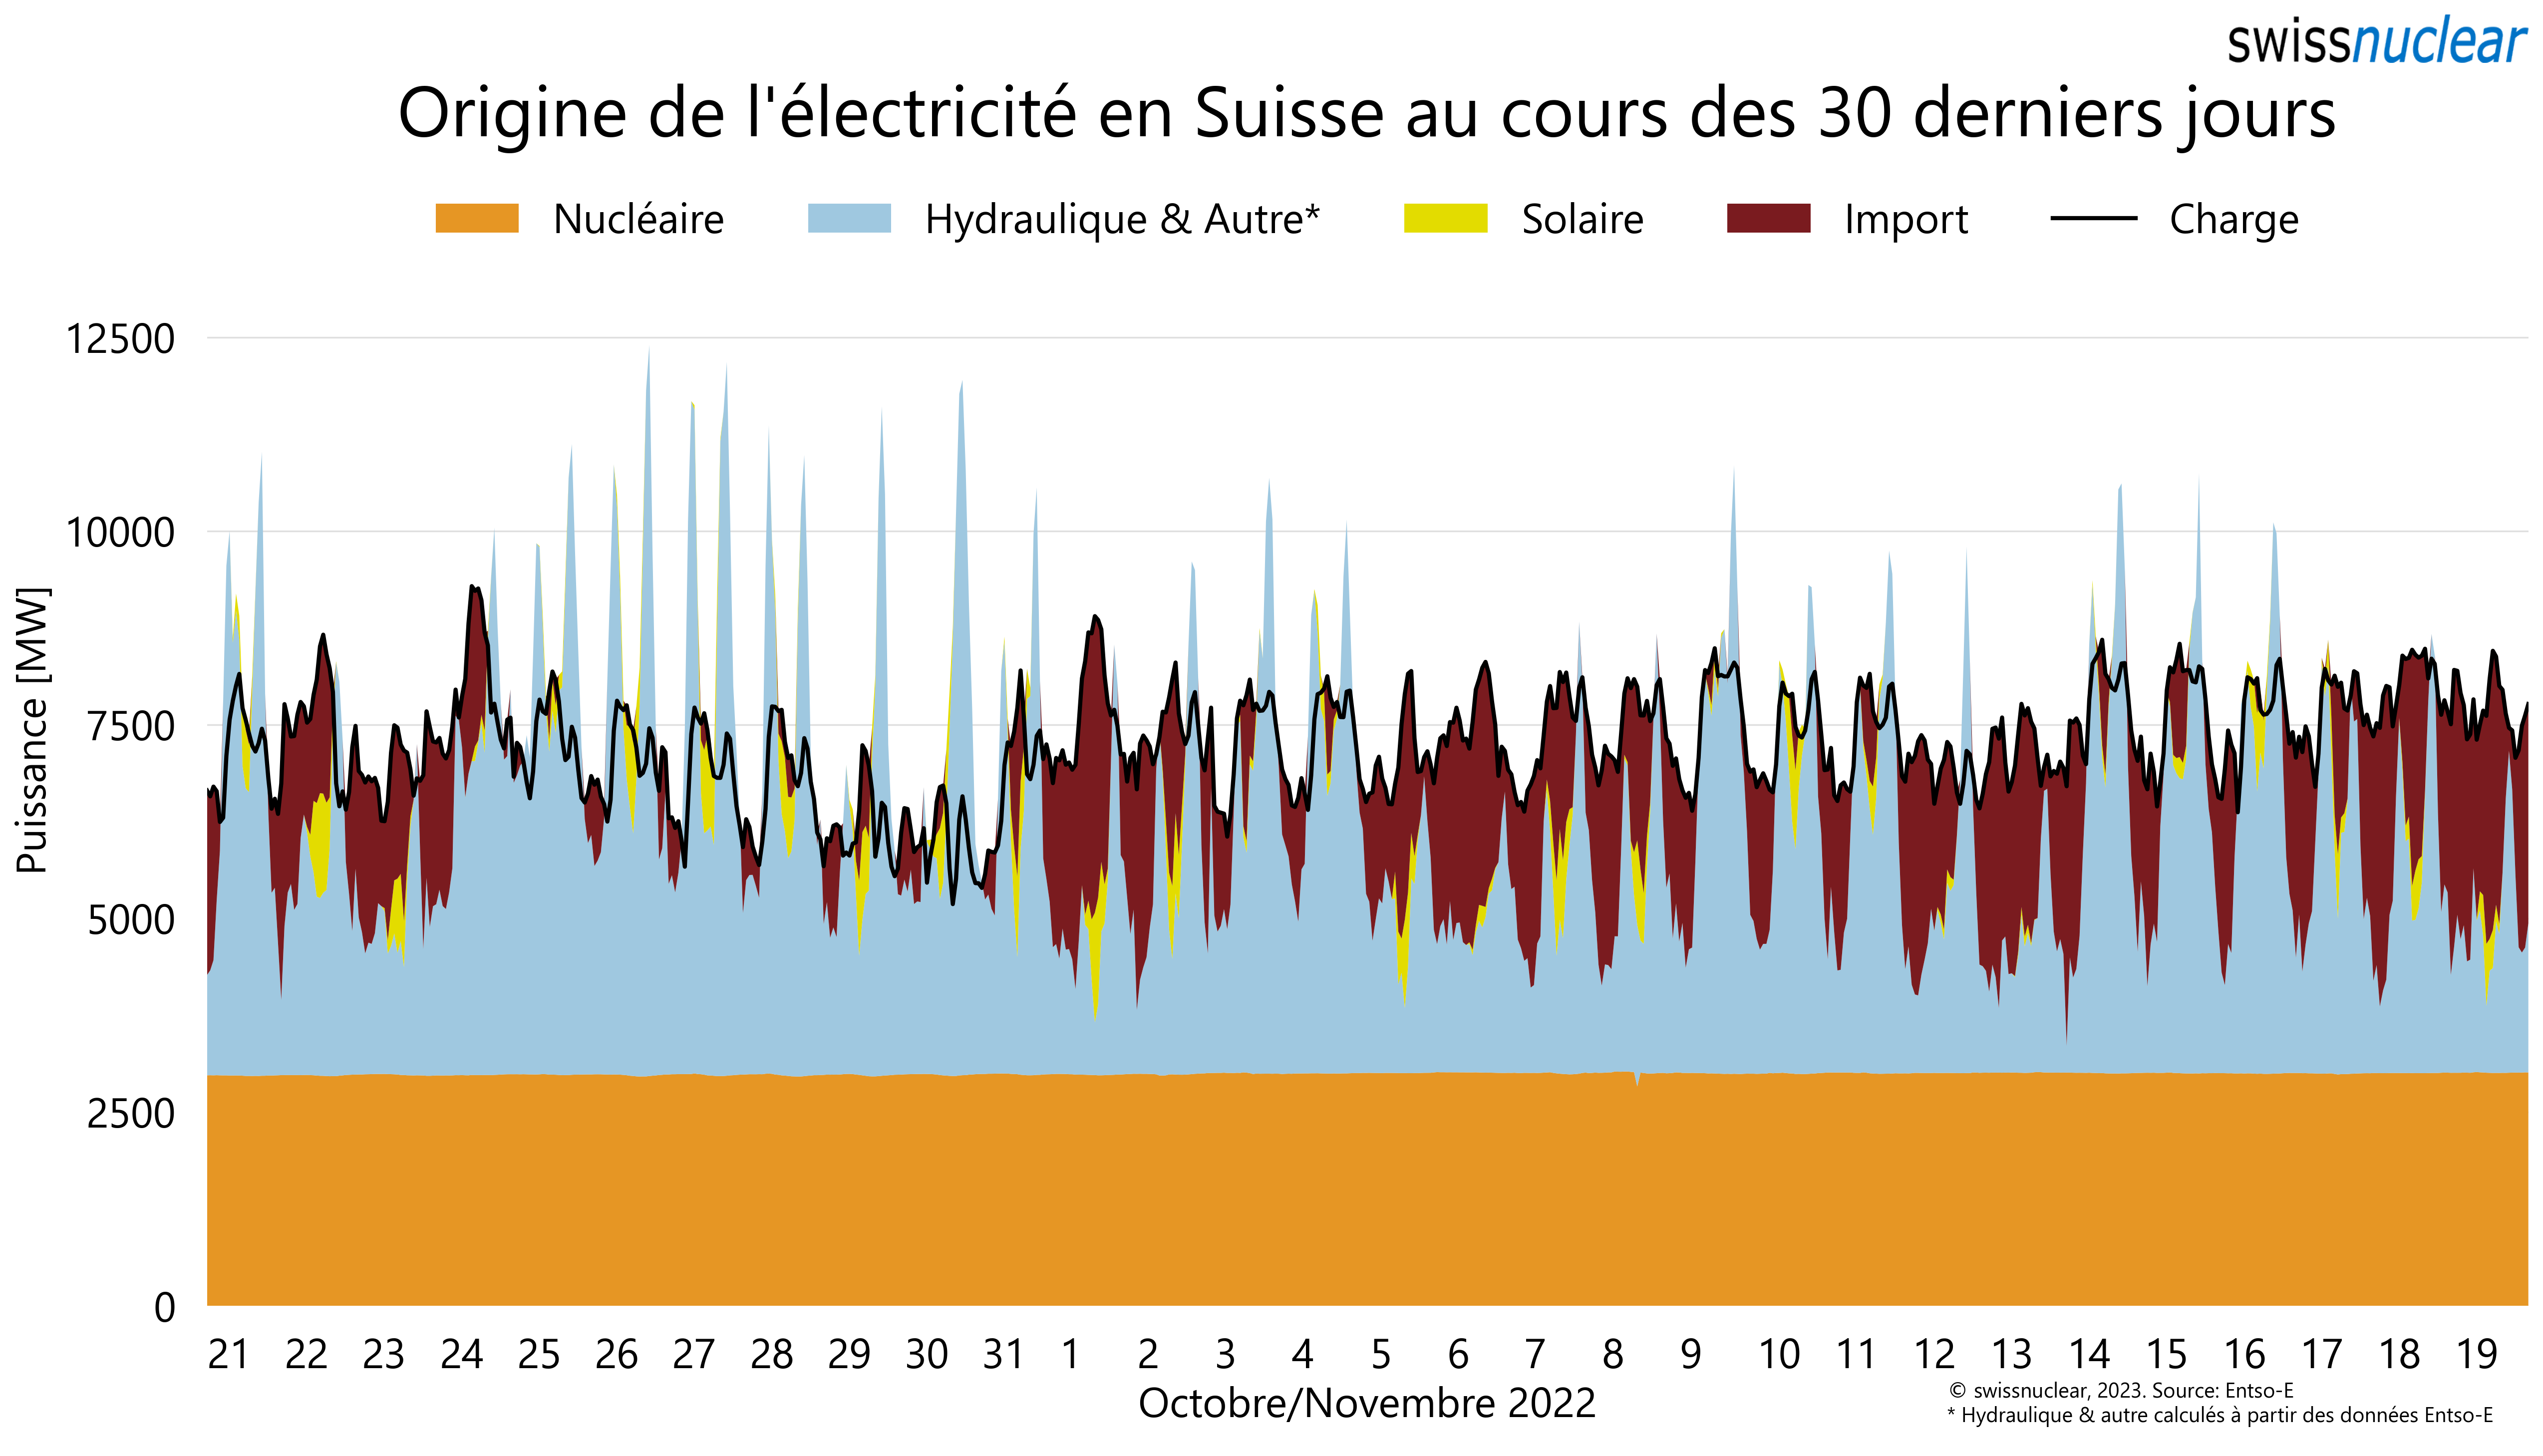 swissnuclear
Origine de l'électricité en Suisse au cours des 30 derniers jours
Nucléaire Hydraulique & Autre* Solaire Import Charge
Puissance [MW]
12500
10000
7500
5000
2500
0
21 22 23 24 25 26 27 28 29 30 31 1 2 3 4 5 6 7 8 9 10 11 12 13 14 15 16 17 18 19
Octobre/Novembre 2022
© swissnuclear, 2023. Source: Entso-E
* Hydraulique & autre calculés à partir des données Entso-E